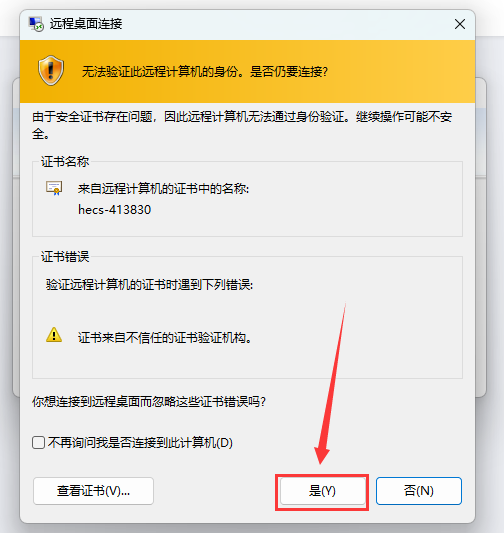 远程桌面连接
无法验证此远程计算机的身份。是否仍要连接?
由于安全证书存在问题，因此远程计算机无法通过身份验证。继续操作可能不安
全。
证书名称
来自远程计算机的证书中的名称:
hecs-413830
证书错误
验证远程计算机的证书时遇到下列错误:
证书来自不信任的证书验证机构。
你想连接到远程桌面而忽略这些证书错误吗?
不再询问我是否连接到此计算机(D)
查看证书(V)...
是(Y)
否(N)